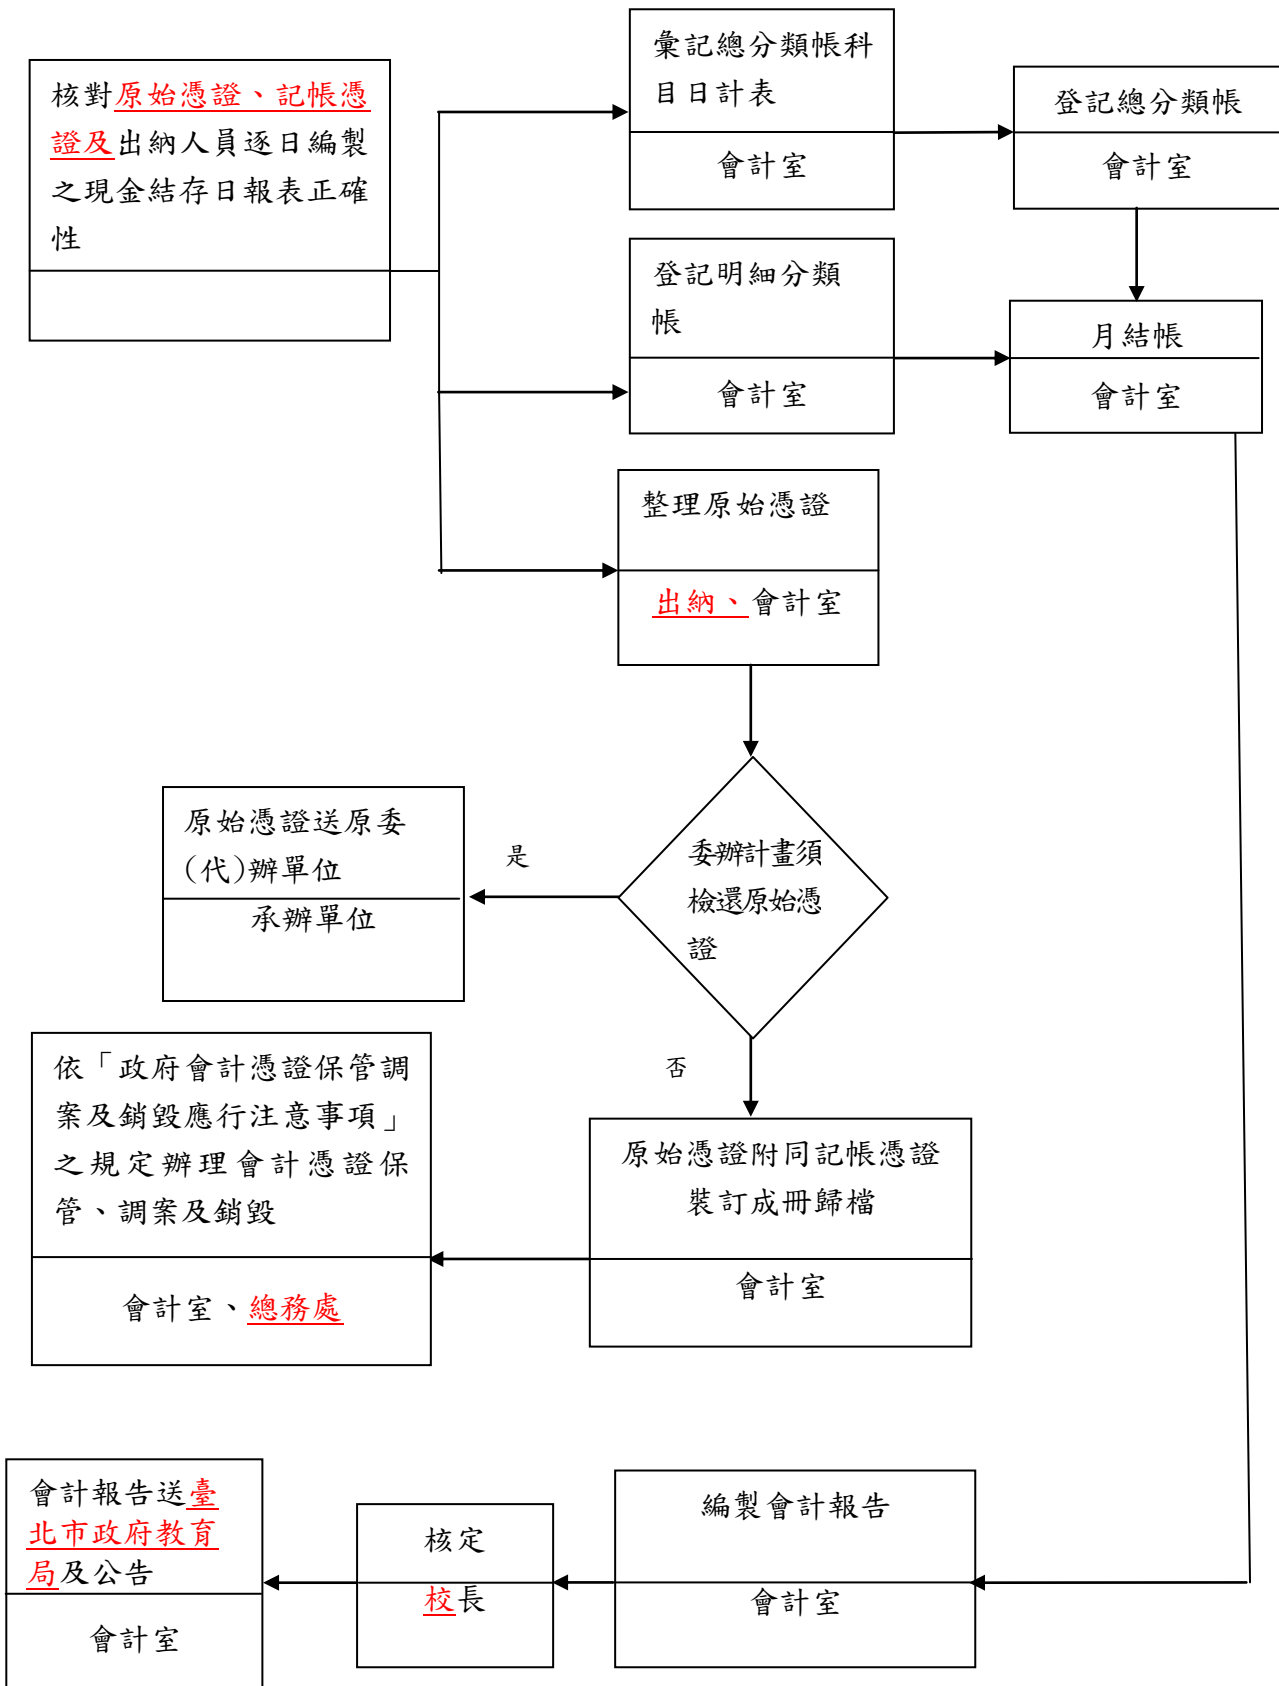 彙記總分類帳科
目日計表
會計室
登記總分類帳
會計室
核對原始憑證、記帳憑
證及出納人員逐日編製
之現金結存日報表正確
性
登記明細分類
帳
會計室
月結帳
會計室
整理原始憑證
出納、會計室
委辦計畫須
檢還原始憑
證
是
原始憑證送原委
(代)辦單位
承辦單位
否
原始憑證附同記帳憑證
裝訂成冊歸檔
會計室
依「政府會計憑證保管調
案及銷毀應行注意事項」
之規定辦理會計憑證保
管、調案及銷毀
會計室、總務處
編製會計報告
會計室
核定
校長
會計報告送臺
北市政府教育
局及公告
會計室